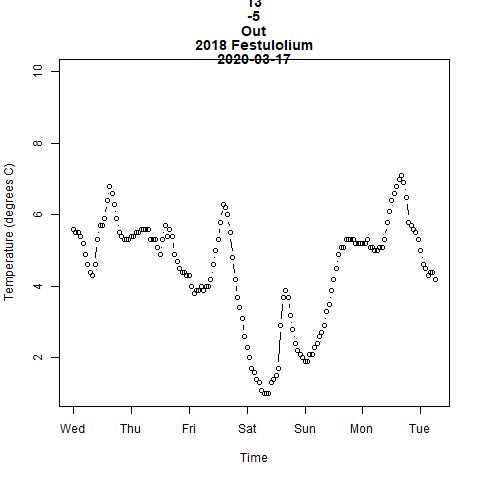 13
-5
Out
2018 Festulolium
2020-03-17
Temperature (degrees C)
10
8
6
4
2
Wed Thu Fri Sat Sun Mon Tue
Time